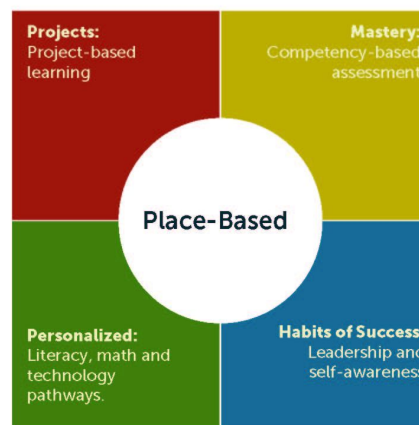 Projects:
Project-based
learning
Mastery:
Competency-based
assessment
Place-Based
Personalized:
Literacy, math and
technology
pathways.
Habits of Success
Leadership and
self-awareness